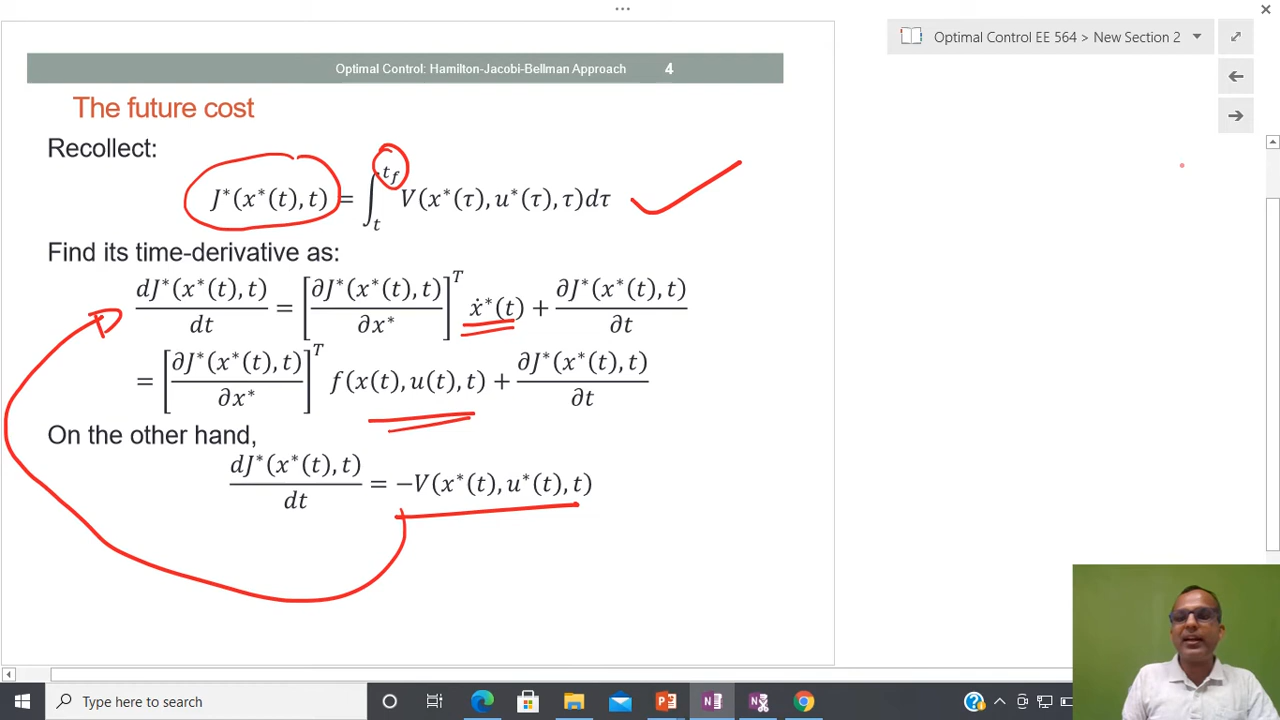 Optimal Control EE 564 > New Section 2
Optimal Control: Hamilton-Jacobi-Bellman Approach 4
The future cost
Recollect:
J*(x*(t), t) = ∫_t^{t_f} V(x*(τ), u*(τ), τ)dτ
Find its time-derivative as:
dJ*(x*(t), t)/dt = [∂J*(x*(t), t)/∂x*]^T ẋ*(t) + ∂J*(x*(t), t)/∂t
= [∂J*(x*(t), t)/∂x*]^T f(x(t), u(t), t) + ∂J*(x*(t), t)/∂t
On the other hand,
dJ*(x*(t), t)/dt = −V(x*(t), u*(t), t)
Type here to search